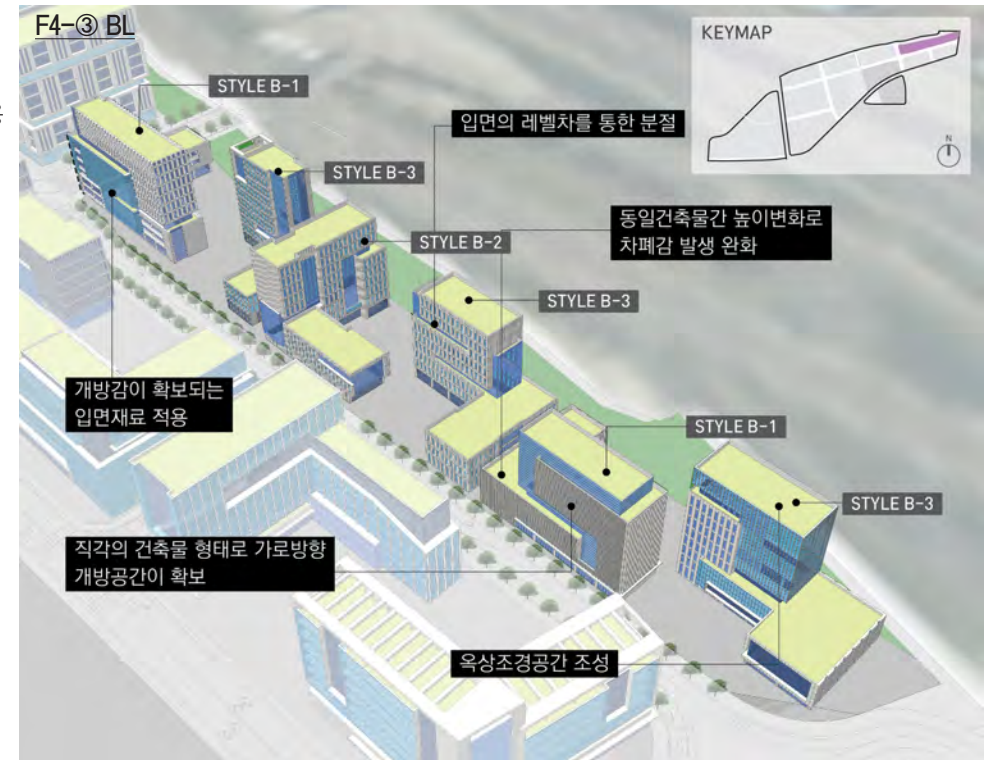 F4-③ BL
KEYMAP
N
STYLE B-1
입면의 레벨차를 통한 분절
STYLE B-3
동일건축물간 높이변화로
차폐감 발생 완화
STYLE B-2
STYLE B-3
개방감이 확보되는
입면재료 적용
STYLE B-1
STYLE B-3
직각의 건축물 형태로 가로방향
개방공간이 확보
옥상조경공간 조성